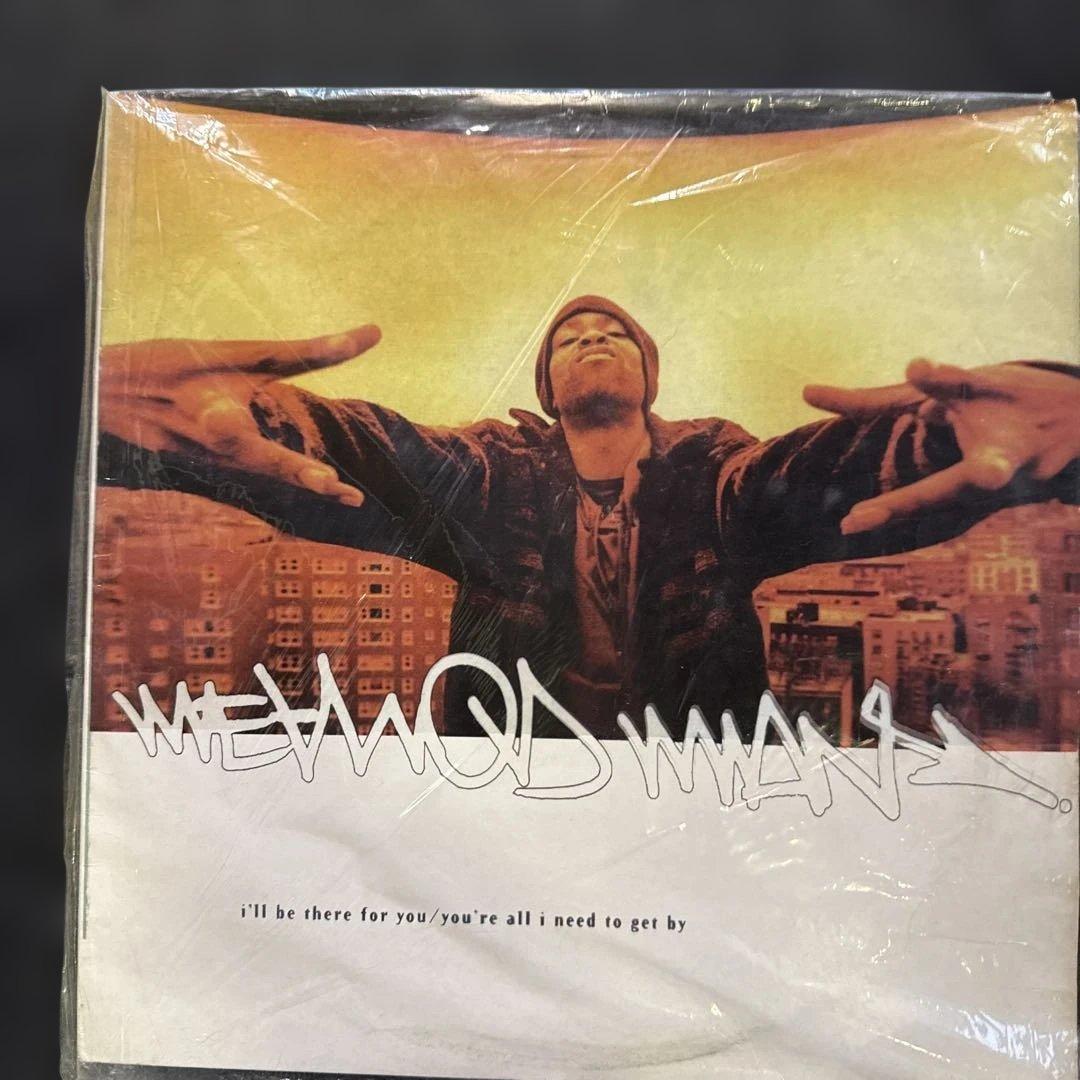 METHOD MAN.
i'll be there for you/you're all i need to get by